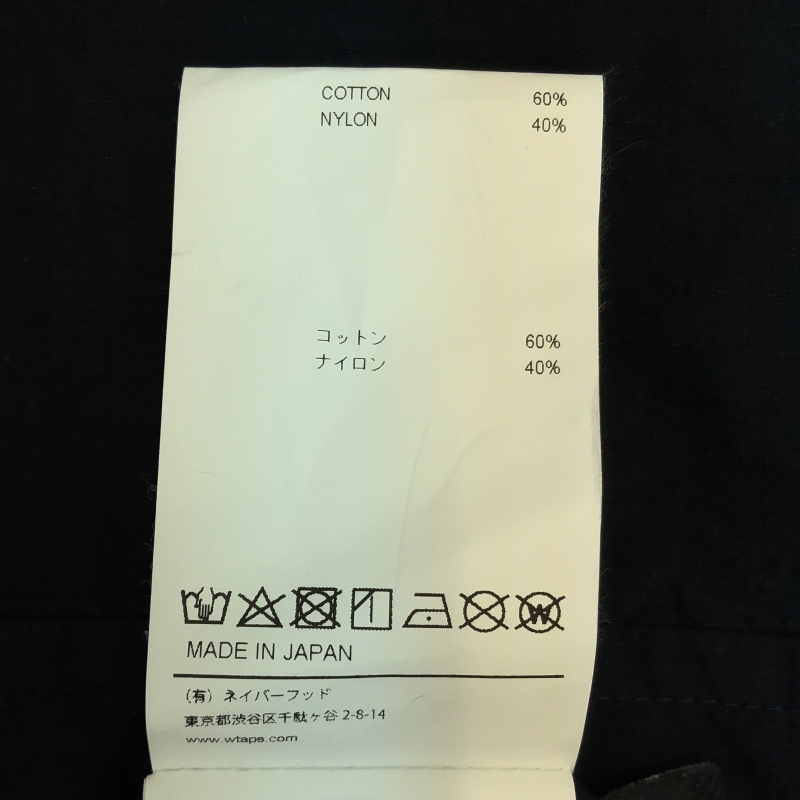 COTTON 60%
NYLON 40%
コットン 60%
ナイロン 40%
MADE IN JAPAN
(有) ネイバーフッド
東京都渋谷区千駄ヶ谷 2-8-14
www.wtaps.com